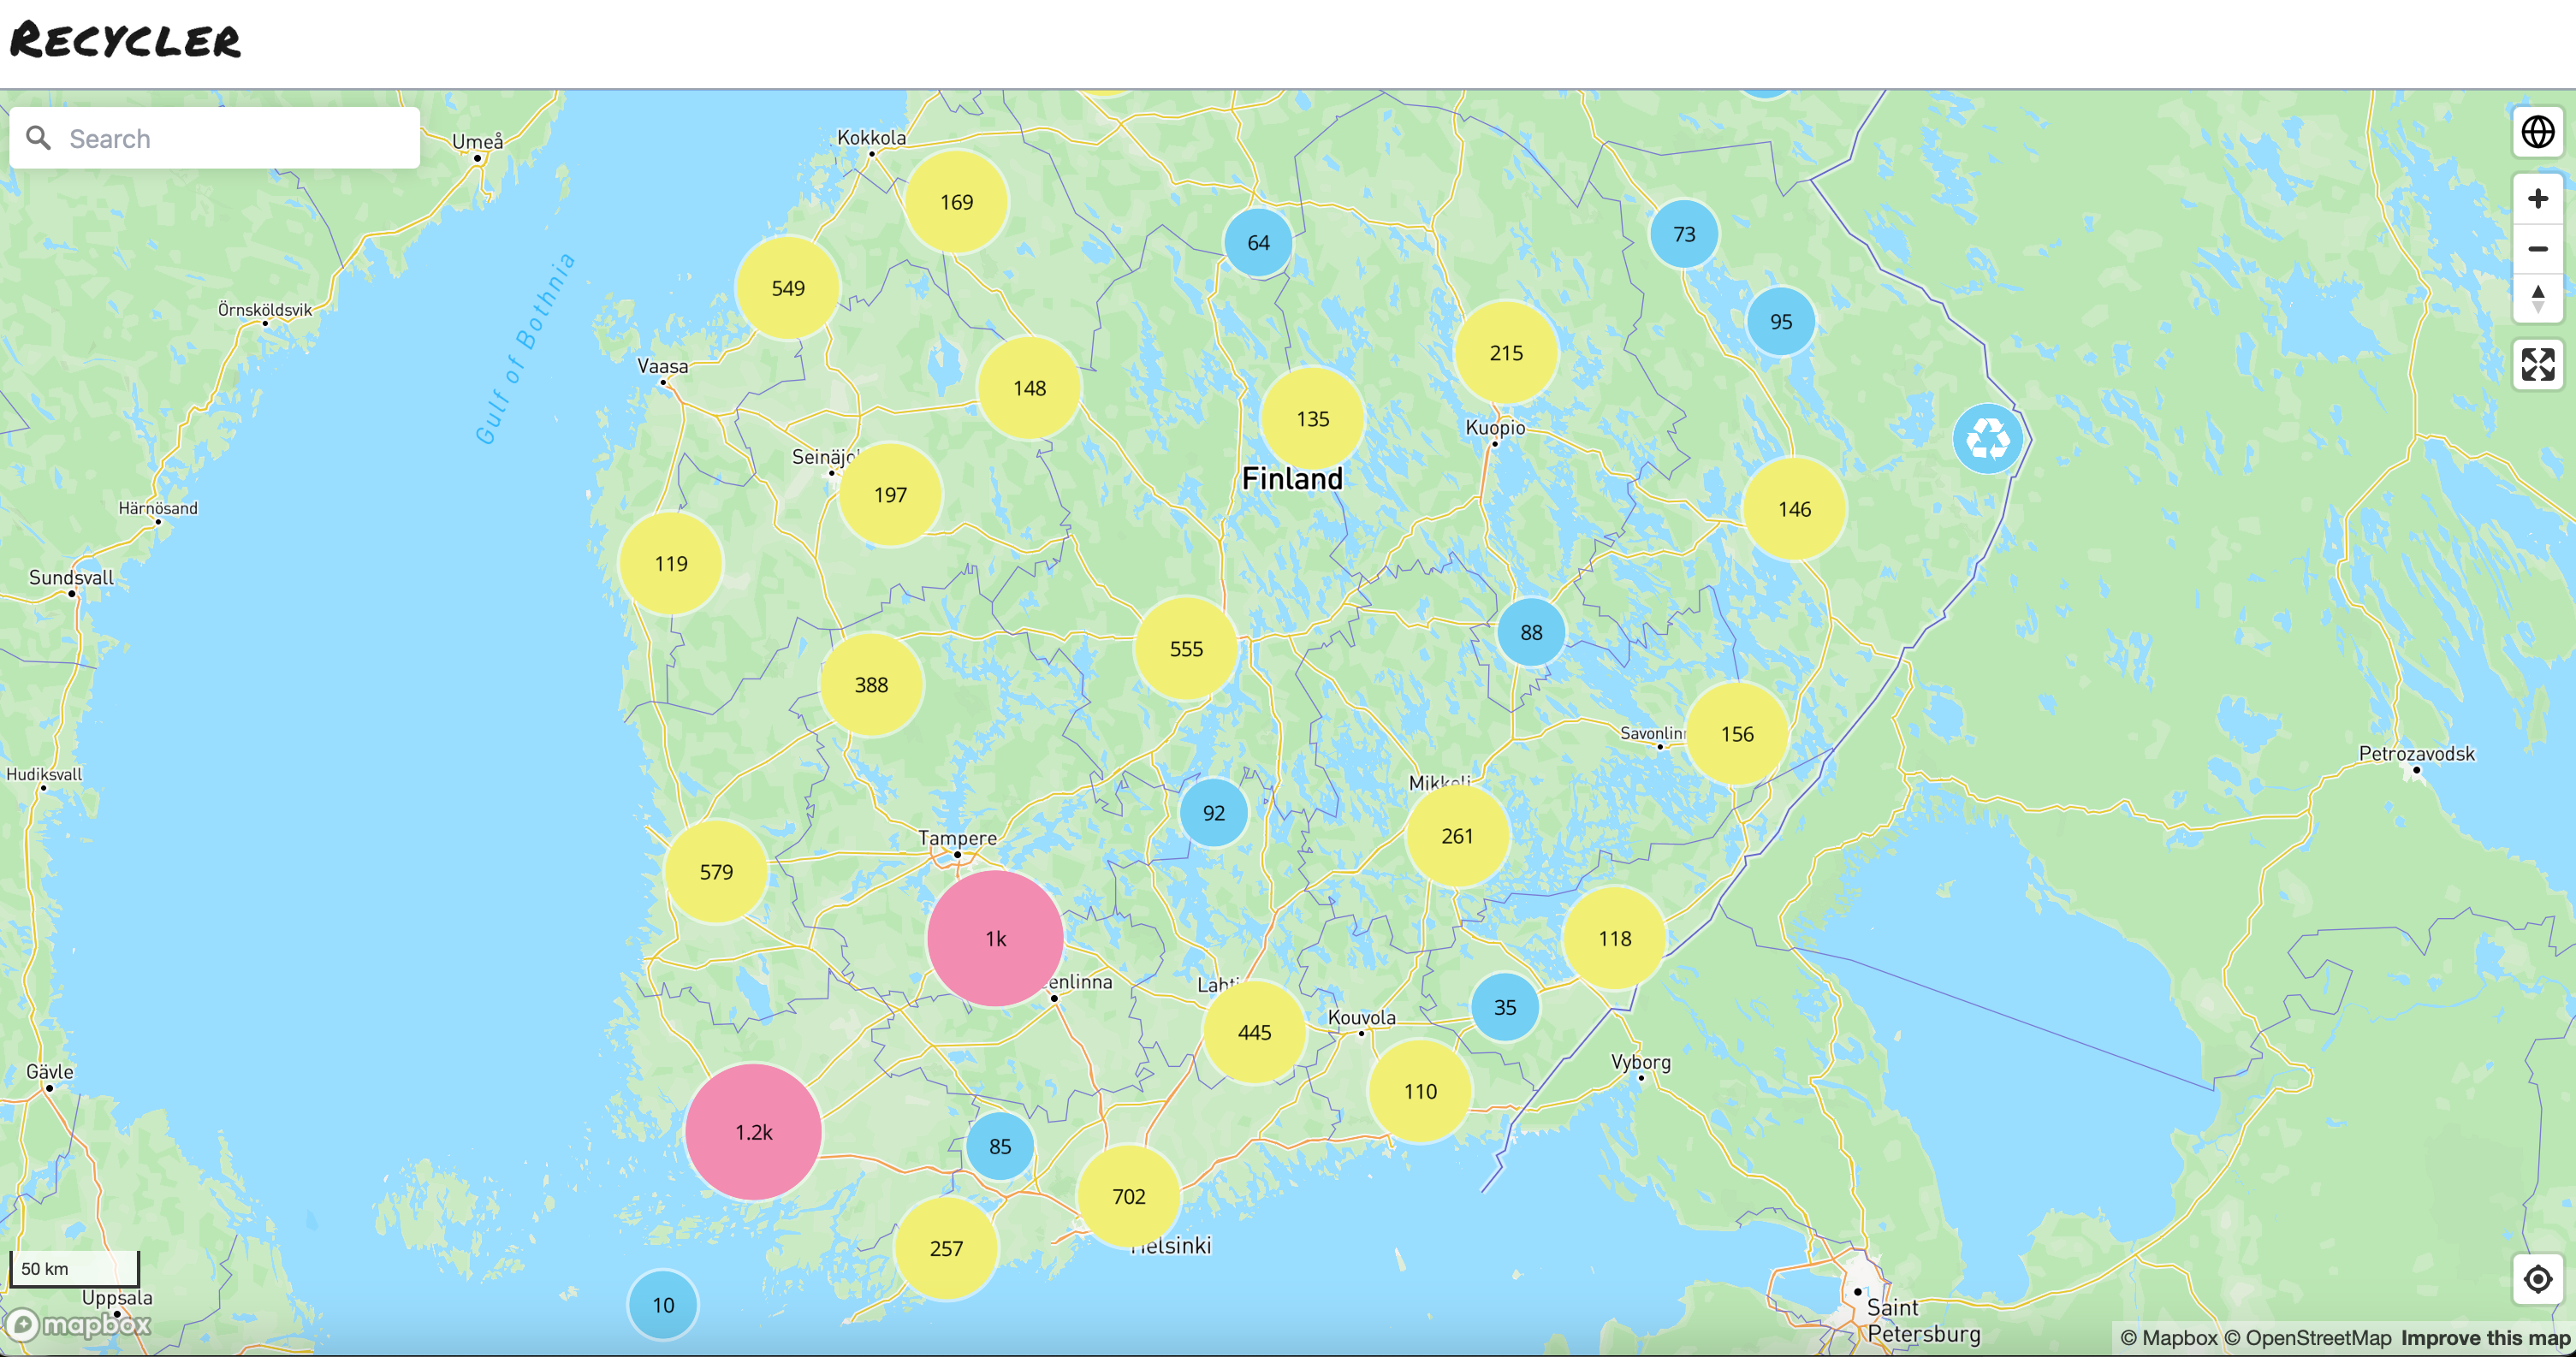 RECYCLER
Search
Umeå
Kokkola
169
64
73
549
Örnsköldsvik
95
Gulf of Bothnia
215
Vaasa
148
135
Kuopio
Seinäjo
Finland
197
146
Härnösand
119
Sundsvall
88
555
388
Savonlin
156
Petrozavodsk
Hudiksvall
Mikkeli
92
261
Tampere
579
1k
118
enlinna
Lahti
35
Kouvola
445
Vyborg
Gävle
110
1.2k
85
702
Helsinki
257
50 km
Uppsala
10
Saint
Petersburg
mapbox
© Mapbox © OpenStreetMap Improve this map